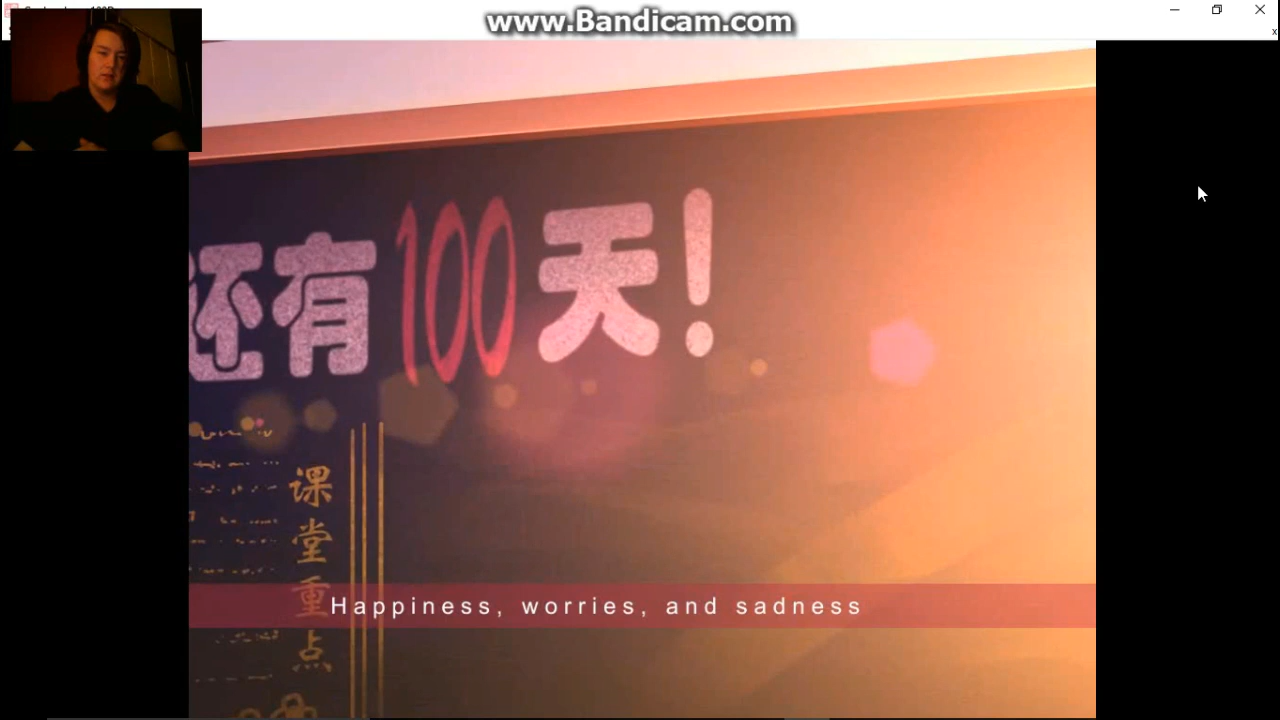 www.Bandicam.com
还有100天!
课堂重点
Happiness, worries, and sadness